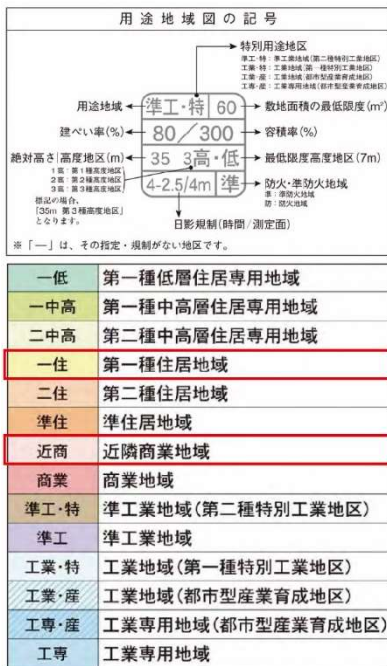 用途地域図の記号
特別用途地区
準工・特：準工業地域(第二種特別工業地区)
工業・特：工業地域(第一種特別工業地区)
工業・産：工業地域(都市型産業育成地区)
工専・産：工業専用地域(都市型産業育成地区)
用途地域
準工・特 60
敷地面積の最低限度(㎡)
建ぺい率(%)
80/300
容積率(%)
絶対高さ|高度地区(m)
35 3高・低
最低限度高度地区(7m)
1高：第1種高度地区
2高：第2種高度地区
3高：第3種高度地区
標記の場合、
「35m 第3種高度地区」
となります。
4-2.5/4m 準
防火・準防火地域
準：準防火地域
防：防火地域
日影規制(時間/測定面)
※「―」は、その指定・規制がない地区です。
一低 第一種低層住居専用地域
一中高 第一種中高層住居専用地域
二中高 第二種中高層住居専用地域
一住 第一種住居地域
二住 第二種住居地域
準住 準住居地域
近商 近隣商業地域
商業 商業地域
準工・特 準工業地域(第二種特別工業地区)
準工 準工業地域
工業・特 工業地域(第一種特別工業地区)
工業・産 工業地域(都市型産業育成地区)
工専・産 工業専用地域(都市型産業育成地区)
工専 工業専用地域